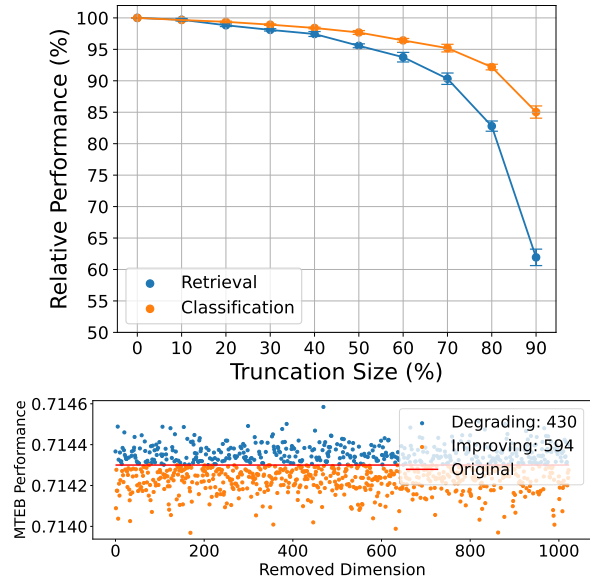 Relative Performance (%)
100
95
90
85
80
75
70
65
60
55
50
Retrieval
Classification
0 10 20 30 40 50 60 70 80 90
Truncation Size (%)
MTEB Performance
0.7146
0.7144
0.7142
0.7140
Degrading: 430
Improving: 594
Original
0 200 400 600 800 1000
Removed Dimension